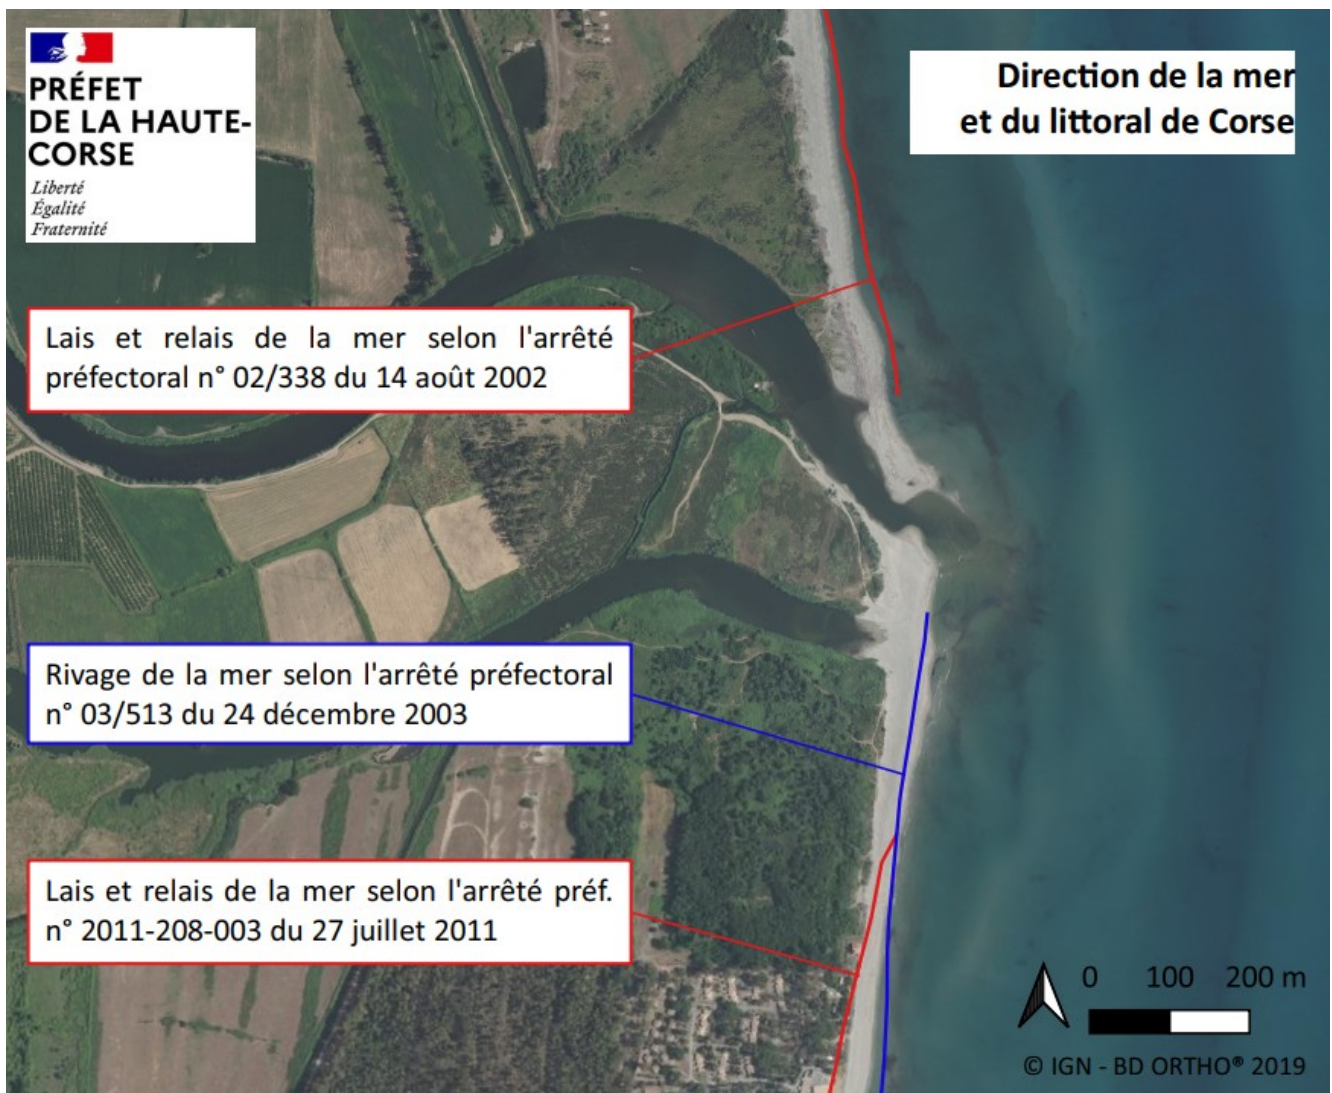 PRÉFET
DE LA HAUTE-
CORSE
Liberté
Égalité
Fraternité
Direction de la mer
et du littoral de Corse
Lais et relais de la mer selon l'arrêté
préfectoral n° 02/338 du 14 août 2002
Rivage de la mer selon l'arrêté préfectoral
n° 03/513 du 24 décembre 2003
Lais et relais de la mer selon l'arrêté préf.
n° 2011-208-003 du 27 juillet 2011
0 100 200 m
© IGN - BD ORTHO® 2019